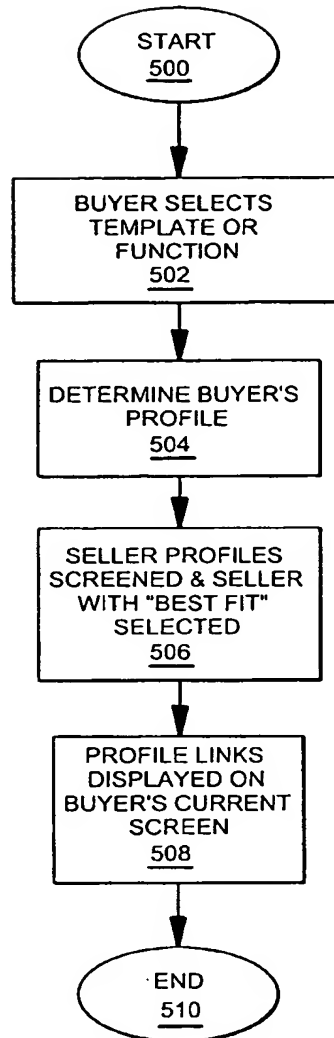 START
500
BUYER SELECTS
TEMPLATE OR
FUNCTION
502
DETERMINE BUYER'S
PROFILE
504
SELLER PROFILES
SCREENED & SELLER
WITH "BEST FIT"
SELECTED
506
PROFILE LINKS
DISPLAYED ON
BUYER'S CURRENT
SCREEN
508
END
510